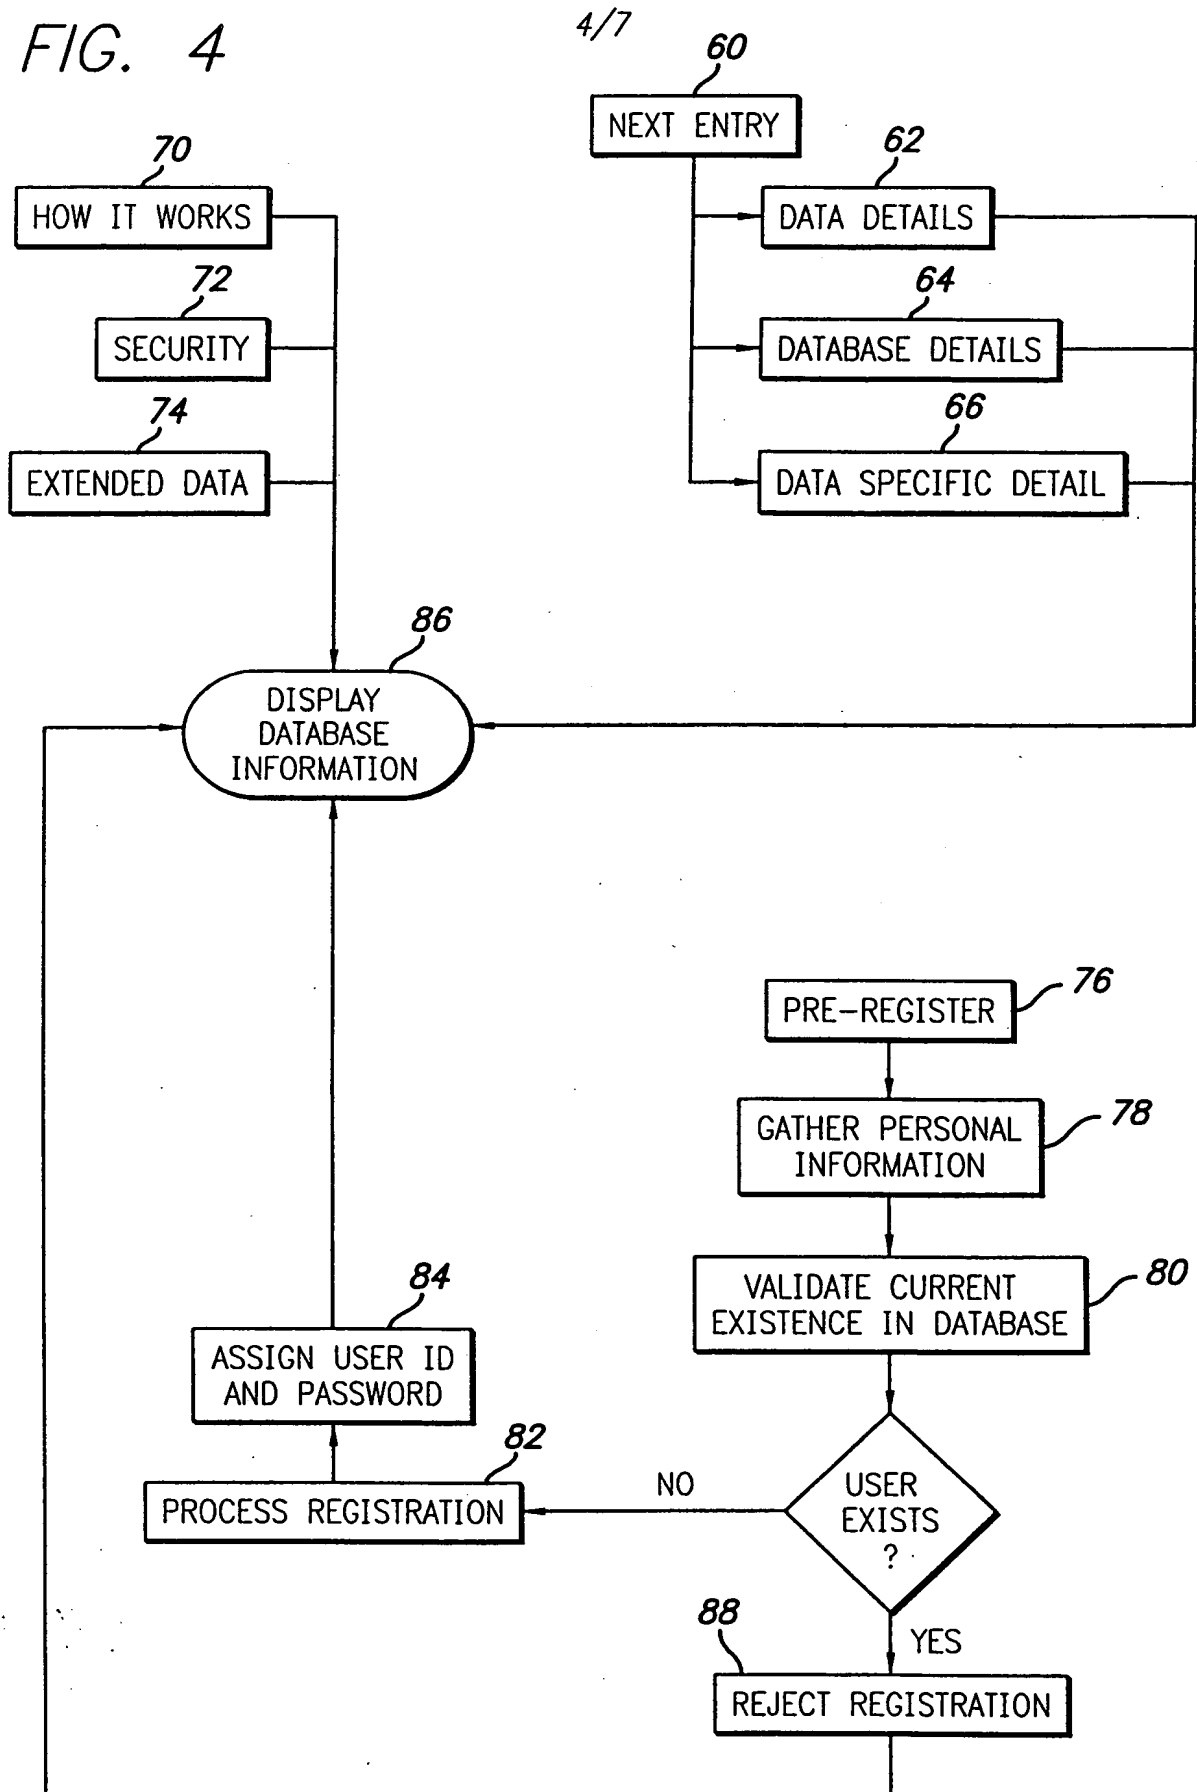 FIG. 4
4/7
60
NEXT ENTRY
70
HOW IT WORKS
62
DATA DETAILS
72
SECURITY
64
DATABASE DETAILS
74
EXTENDED DATA
66
DATA SPECIFIC DETAIL
86
DISPLAY
DATABASE
INFORMATION
76
PRE-REGISTER
78
GATHER PERSONAL
INFORMATION
80
VALIDATE CURRENT
EXISTENCE IN DATABASE
84
ASSIGN USER ID
AND PASSWORD
82
PROCESS REGISTRATION
NO
USER
EXISTS
?
YES
88
REJECT REGISTRATION